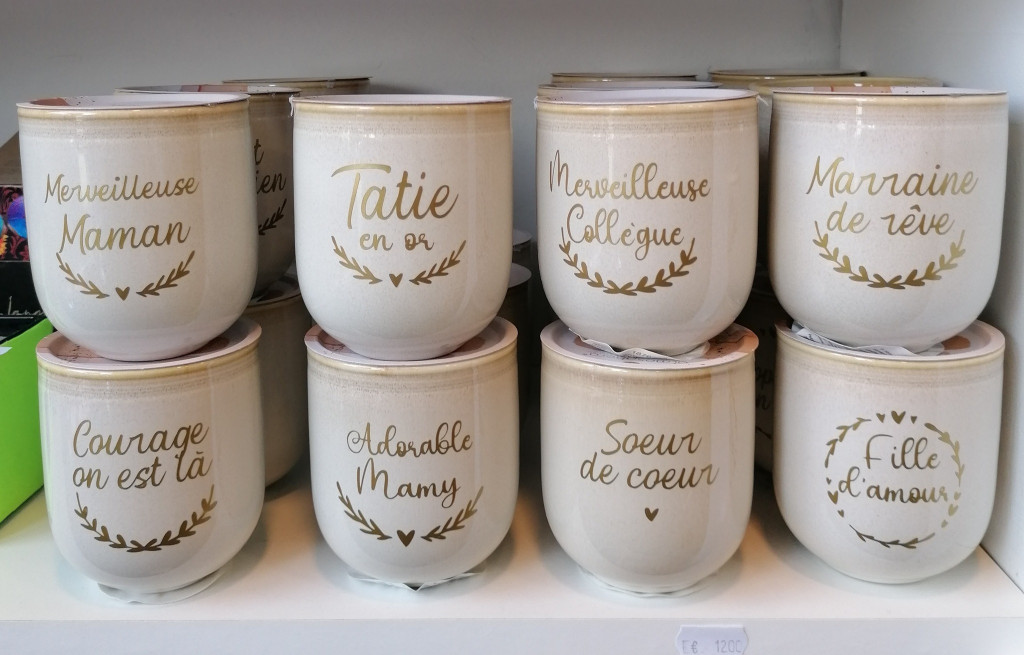 Merveilleuse
Maman
Tatie
en or
Merveilleuse
Collègue
Marraine
de rêve
Courage
on est là
Adorable
Mamy
Soeur
de coeur
Fille
d'amour
€ 1200